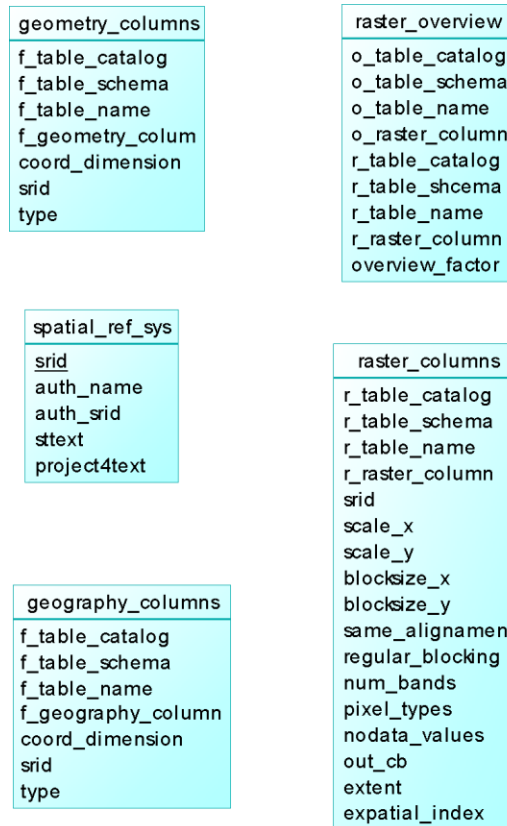 geometry_columns
f_table_catalog
f_table_schema
f_table_name
f_geometry_colum
coord_dimension
srid
type
raster_overview
o_table_catalog
o_table_schema
o_table_name
o_raster_column
r_table_catalog
r_table_shcema
r_table_name
r_raster_column
overview_factor
spatial_ref_sys
srid
auth_name
auth_srid
sttext
project4text
raster_columns
r_table_catalog
r_table_schema
r_table_name
r_raster_column
srid
scale_x
scale_y
blocksize_x
blocksize_y
same_alignamen
regular_blocking
num_bands
pixel_types
nodata_values
out_cb
extent
expatial_index
geography_columns
f_table_catalog
f_table_schema
f_table_name
f_geography_column
coord_dimension
srid
type